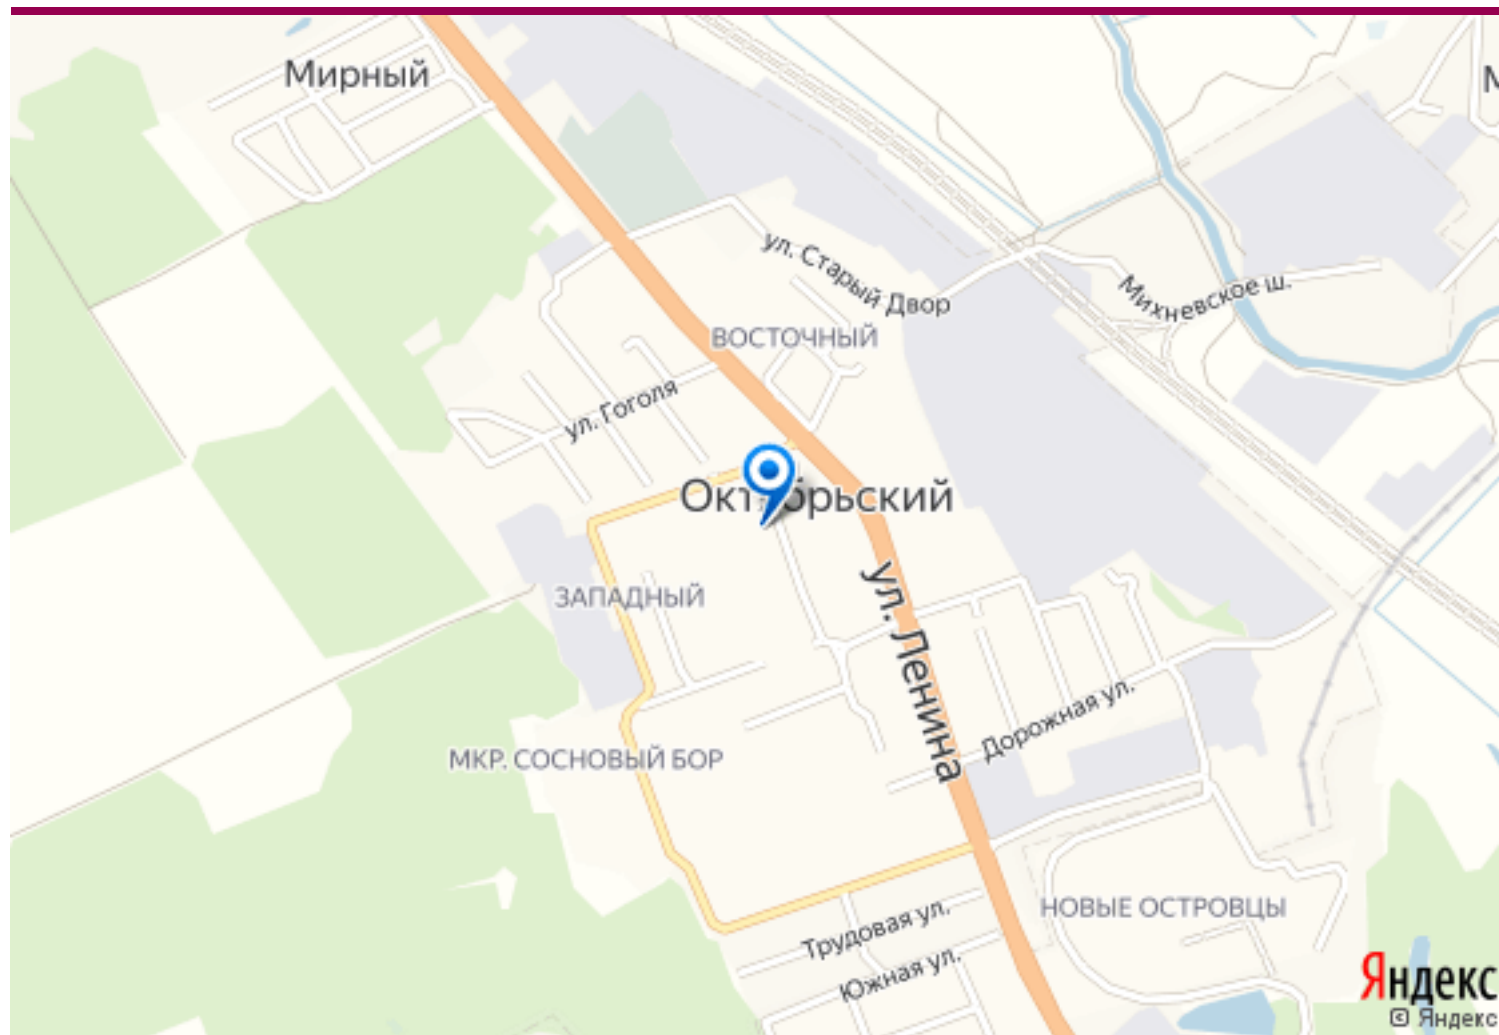 Мирный
ул. Старый Двор
Михневское ш.
ВОСТОЧНЫЙ
ул. Гоголя
Октябрьский
ул. Ленина
ЗАПАДНЫЙ
Дорожная ул.
МКР. СОСНОВЫЙ БОР
НОВЫЕ ОСТРОВЦЫ
Трудовая ул.
Южная ул.
Яндекс
© Яндекс